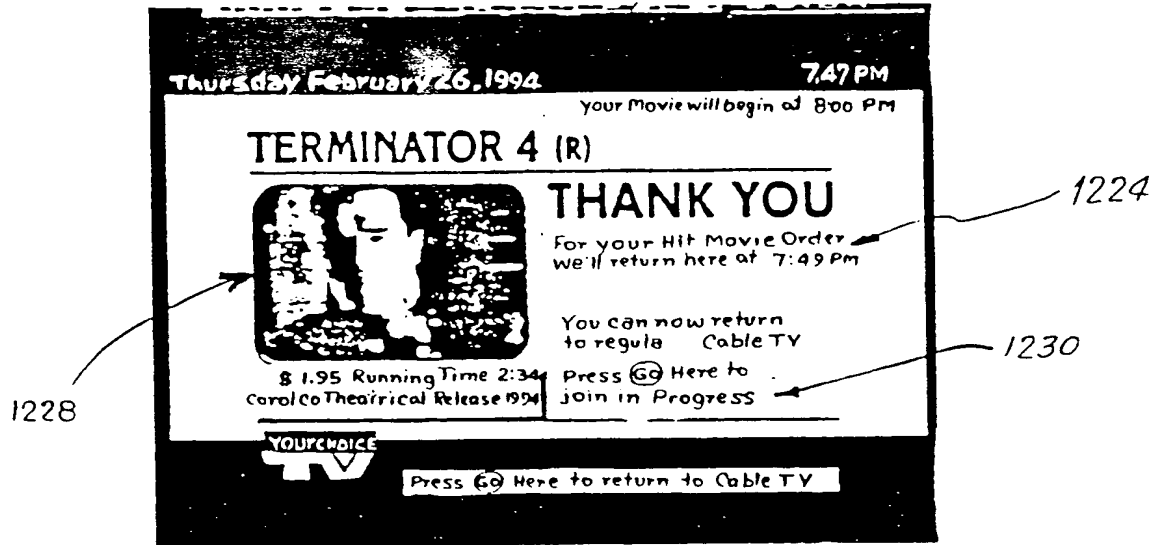 Thursday February 26, 1994
7:47 PM
Your Movie will begin at 8:00 PM
TERMINATOR 4 (R)
THANK YOU
1224
For your Hit Movie Order
We'll return here at 7:49 Pm
You can now return
to regula Cable TV
1230
$ 1.95 Running Time 2:34
Carolco Theatrical Release 1994
Press Go Here to
join in Progress
1228
YOUR CHOICE
TV
Press Go Here to return to Cable TV